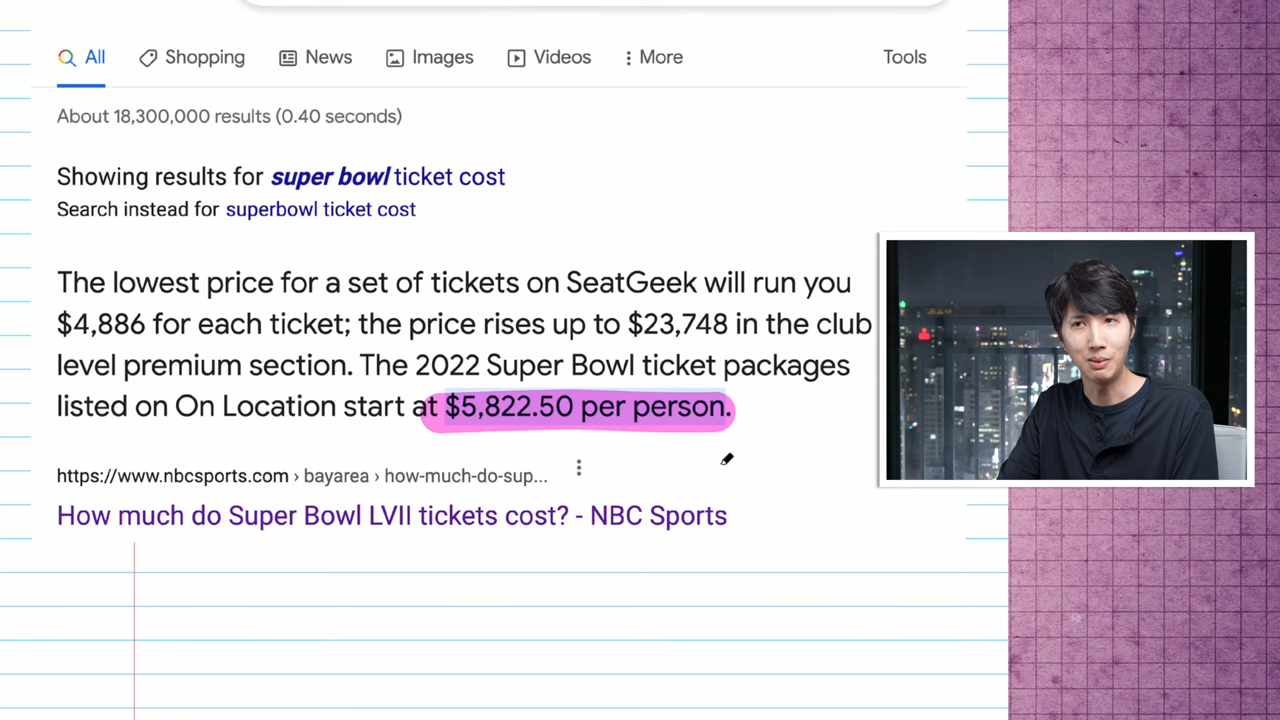 All Shopping News Images Videos More Tools
About 18,300,000 results (0.40 seconds)
Showing results for super bowl ticket cost
Search instead for superbowl ticket cost
The lowest price for a set of tickets on SeatGeek will run you
$4,886 for each ticket; the price rises up to $23,748 in the club
level premium section. The 2022 Super Bowl ticket packages
listed on On Location start at $5,822.50 per person.
https://www.nbcsports.com › bayarea › how-much-do-sup...
How much do Super Bowl LVII tickets cost? - NBC Sports